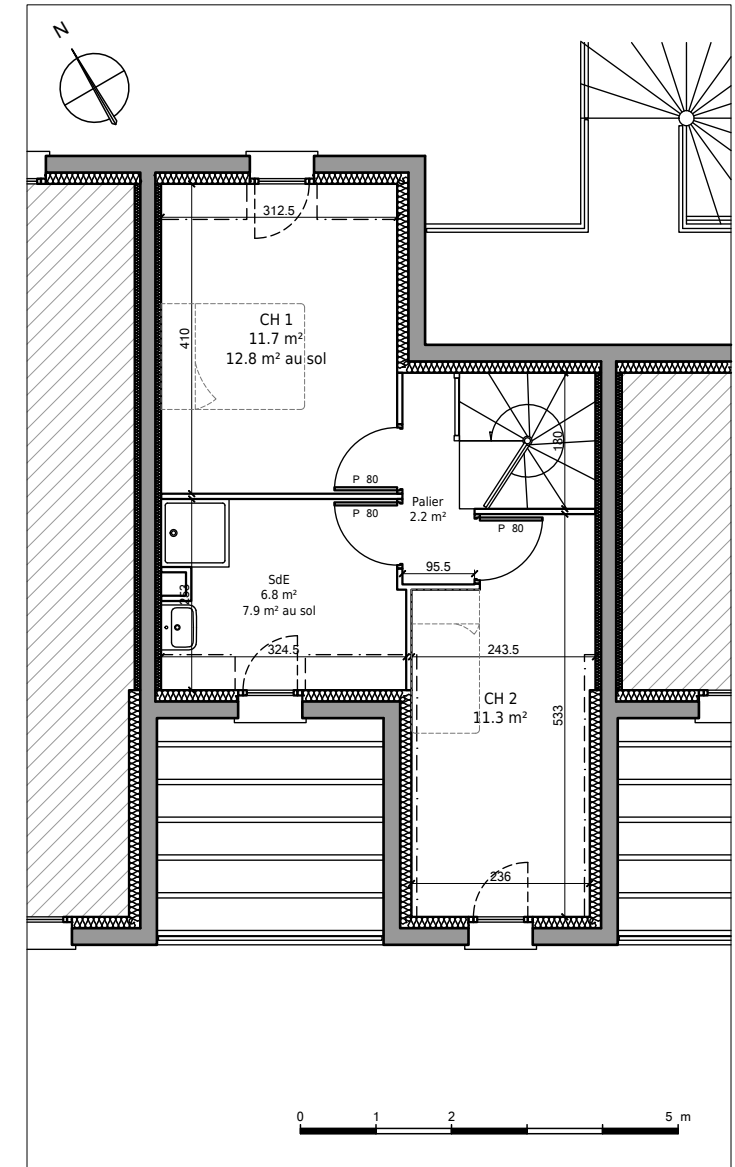 N
312.5
CH 1
11.7 m²
12.8 m² au sol
410
180
P 80
P 80
Palier
2.2 m²
P 80
95.5
SdE
6.8 m²
7.9 m² au sol
253
324.5
243.5
CH 2
11.3 m²
533
236
0 1 2 5 m